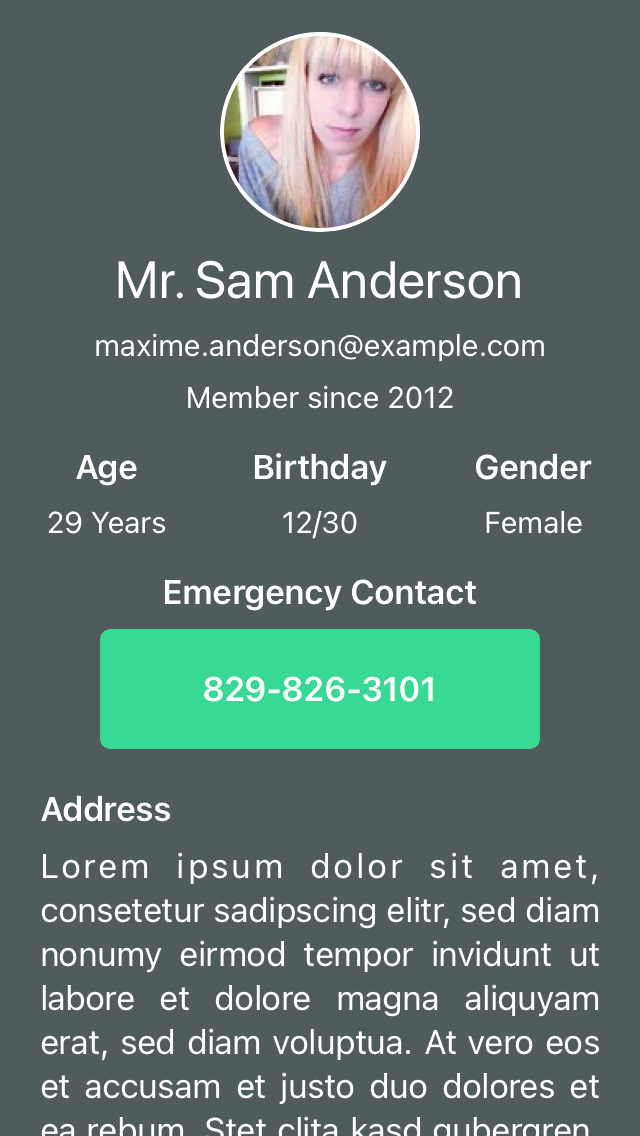 Mr. Sam Anderson
maxime.anderson@example.com
Member since 2012
Age Birthday Gender
29 Years 12/30 Female
Emergency Contact
829-826-3101
Address
Lorem ipsum dolor sit amet,
consetetur sadipscing elitr, sed diam
nonumy eirmod tempor invidunt ut
labore et dolore magna aliquyam
erat, sed diam voluptua. At vero eos
et accusam et justo duo dolores et
ea rebum. Stet clita kasd gubergren,